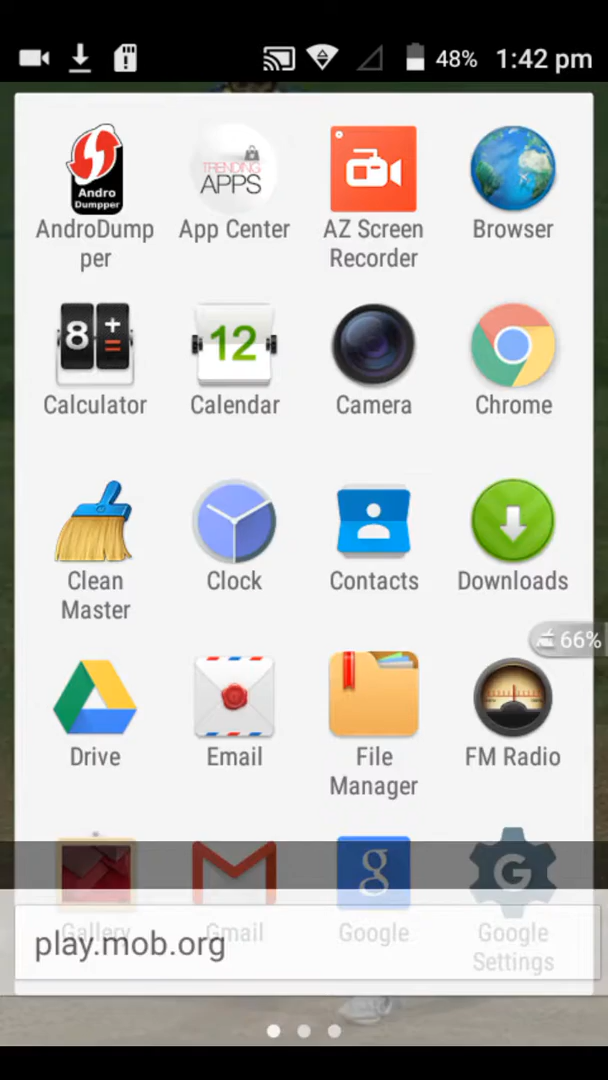 48% 1:42 pm
Andro
Dumpper
TRENDING
APPS
AndroDump
per
App Center
AZ Screen
Recorder
Browser
8 + =
12
Calculator
Calendar
Camera
Chrome
Clean
Master
Clock
Contacts
Downloads
66%
Drive
Email
File
Manager
FM Radio
g
G
Gallery
Gmail
Google
Google
Settings
play.mob.org